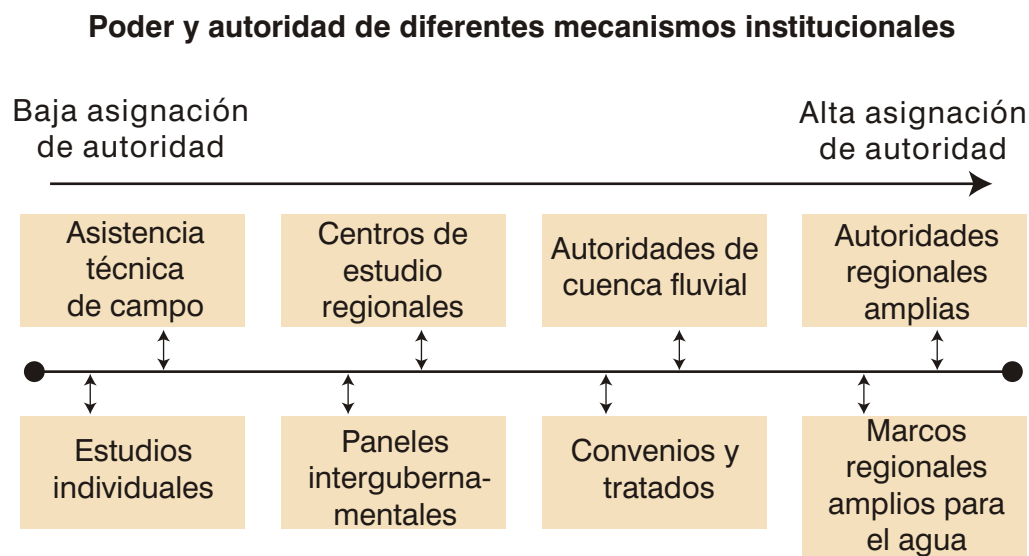 Poder y autoridad de diferentes mecanismos institucionales
Baja asignación
de autoridad
Alta asignación
de autoridad
Asistencia
técnica
de campo
Centros de
estudio
regionales
Autoridades de
cuenca fluvial
Autoridades
regionales
amplias
Estudios
individuales
Paneles
interguberna-
mentales
Convenios y
tratados
Marcos
regionales
amplios para
el agua